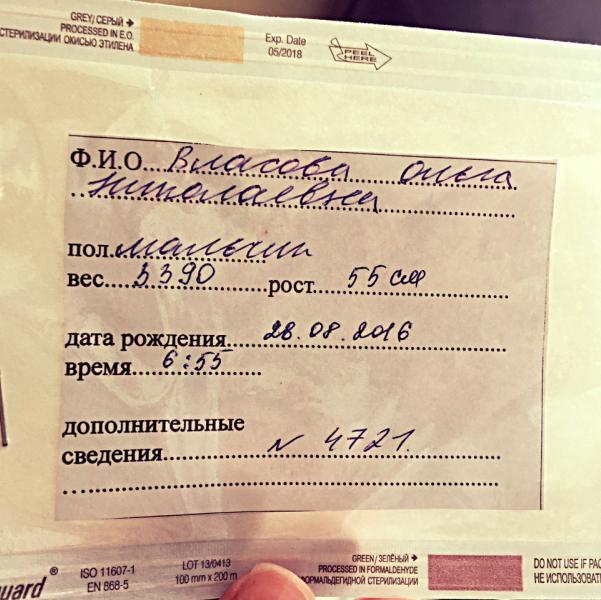 GREY/ СЕРЫЙ →
PROCESSED IN E.O.
СТЕРИЛИЗАЦИИ ОКИСЬЮ ЭТИЛЕНА
Exp. Date
05/2018
PEEL
HERE
Ф.И.О. Власова Ольга
Николаевна
пол. мальчик
вес 3390 рост 55 см
дата рождения 28.08.2016
время 6:55
дополнительные
сведения N 4721.
®
ISO 11607-1
EN 868-5
LOT 13/0413
100 mm x 200 m
GREEN/ ЗЕЛЁНЫЙ →
PROCESSED IN FORMALDEHYDE
ФОРМАЛЬДЕГИДНОЙ СТЕРИЛИЗАЦИИ
DO NOT USE IF
НЕ